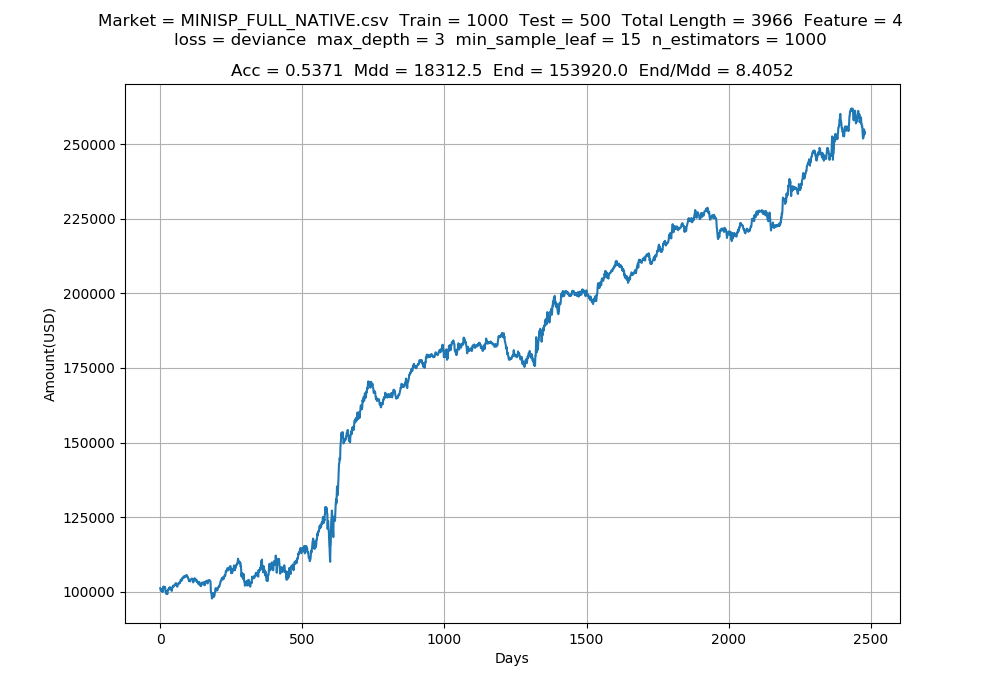 Market = MINISP_FULL_NATIVE.csv  Train = 1000  Test = 500  Total Length = 3966  Feature = 4
loss = deviance  max_depth = 3  min_sample_leaf = 15  n_estimators = 1000
Acc = 0.5371  Mdd = 18312.5  End = 153920.0  End/Mdd = 8.4052
250000
225000
200000
175000
150000
125000
100000
Amount(USD)
0
500
1000
1500
2000
2500
Days